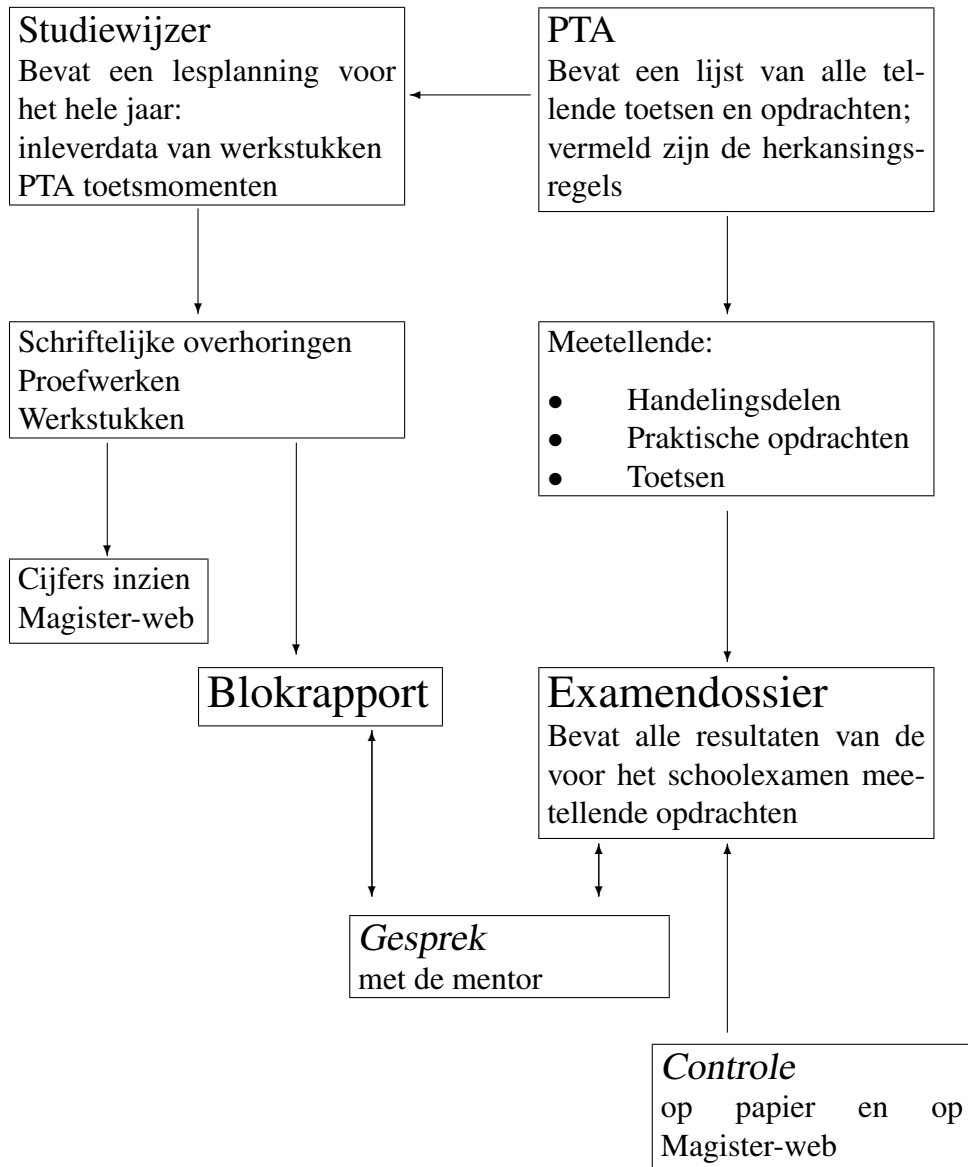 Studiewijzer
Bevat een lesplanning voor
het hele jaar:
inleverdata van werkstukken
PTA toetsmomenten
PTA
Bevat een lijst van alle tel-
lende toetsen en opdrachten;
vermeld zijn de herkansings-
regels
Schriftelijke overhoringen
Proefwerken
Werkstukken
Meetellende:
• Handelingsdelen
• Praktische opdrachten
• Toetsen
Cijfers inzien
Magister-web
Blokrapport
Examendossier
Bevat alle resultaten van de
voor het schoolexamen mee-
tellende opdrachten
Gesprek
met de mentor
Controle
op papier en op
Magister-web